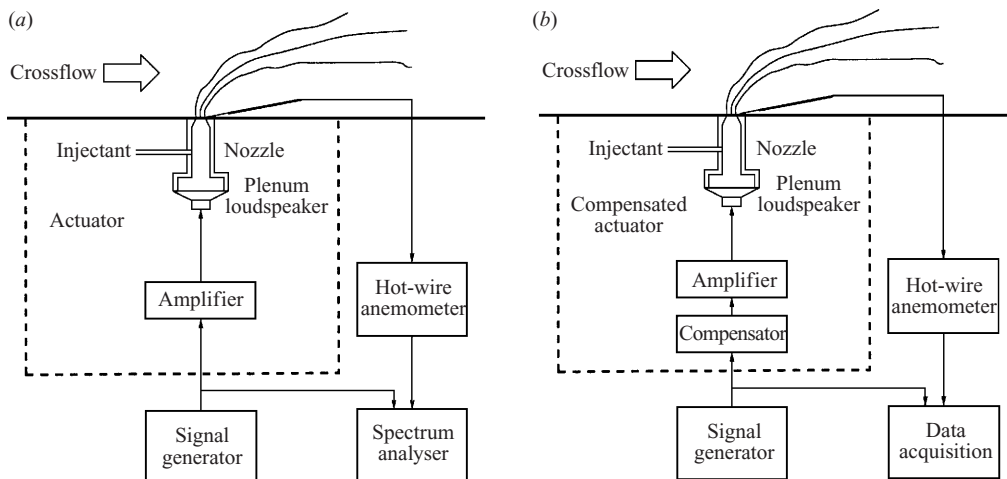 (a)
Crossflow
Injectant
Nozzle
Plenum
loudspeaker
Actuator
Amplifier
Hot-wire
anemometer
Signal
generator
Spectrum
analyser
(b)
Crossflow
Injectant
Nozzle
Plenum
loudspeaker
Compensated
actuator
Amplifier
Compensator
Hot-wire
anemometer
Signal
generator
Data
acquisition